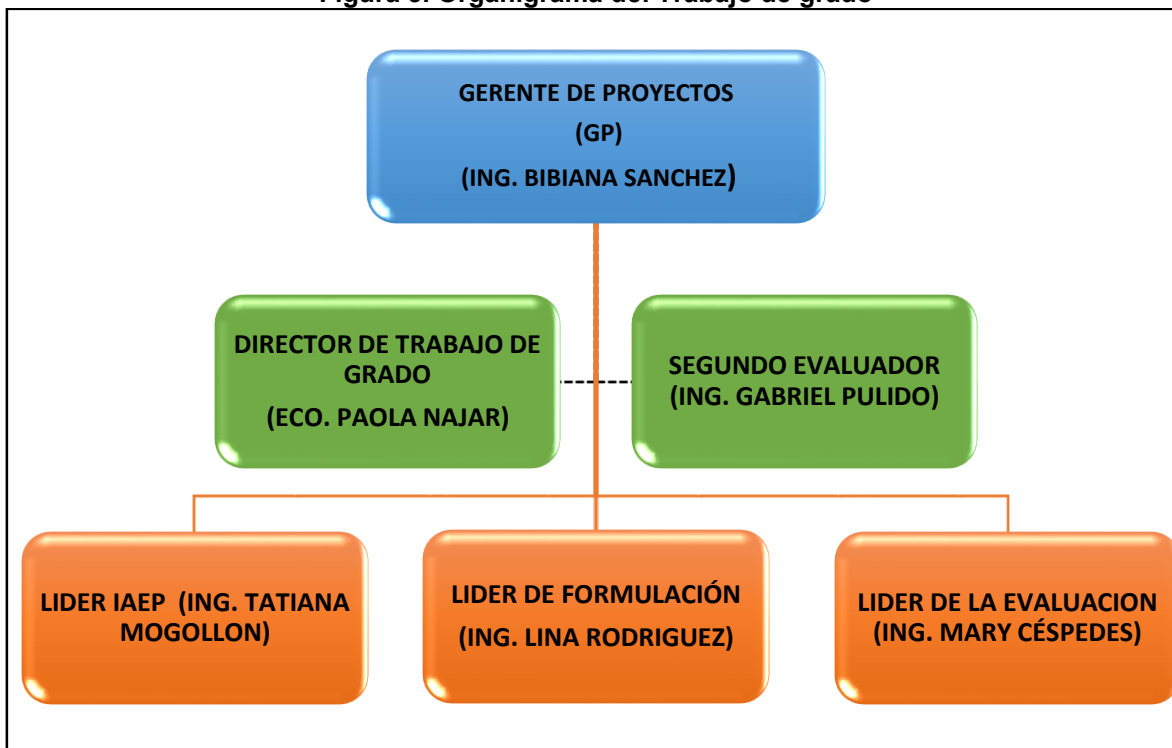 GERENTE DE PROYECTOS
(GP)
(ING. BIBIANA SANCHEZ)
DIRECTOR DE TRABAJO DE
GRADO
(ECO. PAOLA NAJAR)
SEGUNDO EVALUADOR
(ING. GABRIEL PULIDO)
LIDER IAEP (ING. TATIANA
MOGOLLON)
LIDER DE FORMULACIÓN
(ING. LINA RODRIGUEZ)
LIDER DE LA EVALUACION
(ING. MARY CÉSPEDES)